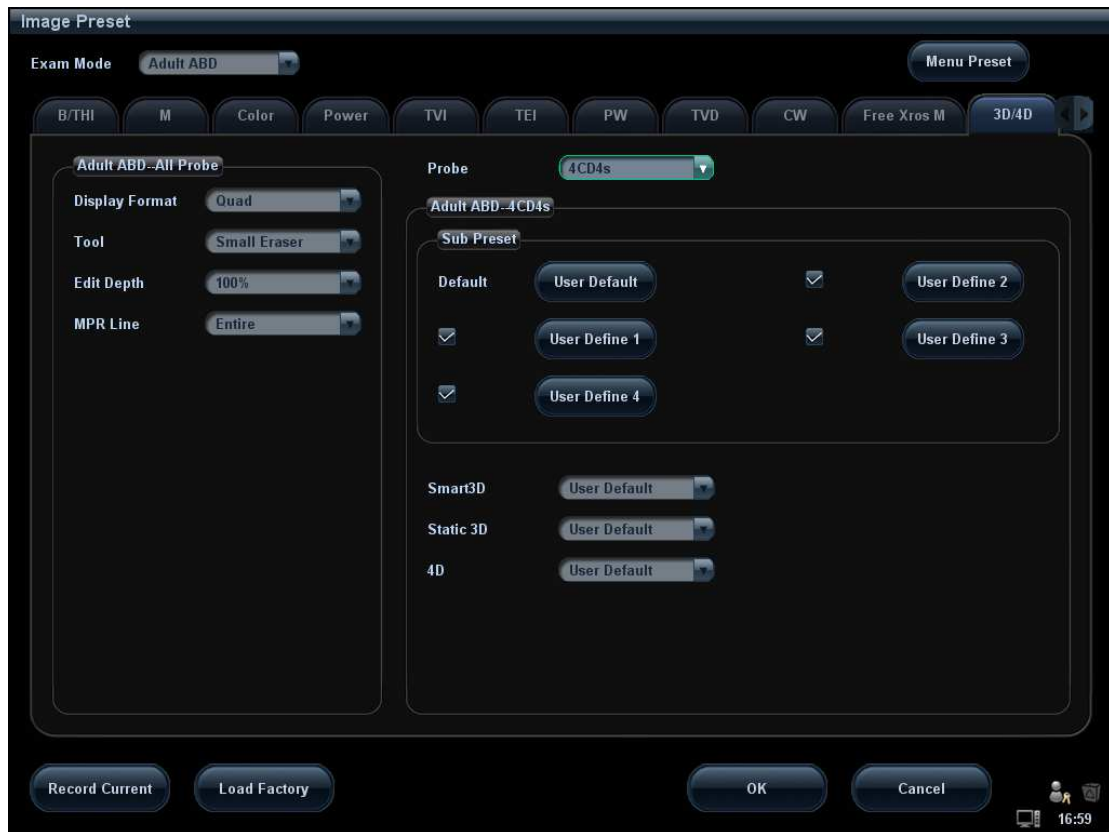 Image Preset
Exam Mode Adult ABD Menu Preset
B/THI M Color Power TVI TEI PW TVD CW Free Xros M 3D/4D
Adult ABD--All Probe
Display Format Quad
Tool Small Eraser
Edit Depth 100%
MPR Line Entire
Probe 4CD4s
Adult ABD--4CD4s
Sub Preset
Default User Default User Define 2
User Define 1 User Define 3
User Define 4
Smart3D User Default
Static 3D User Default
4D User Default
Record Current Load Factory OK Cancel
16:59